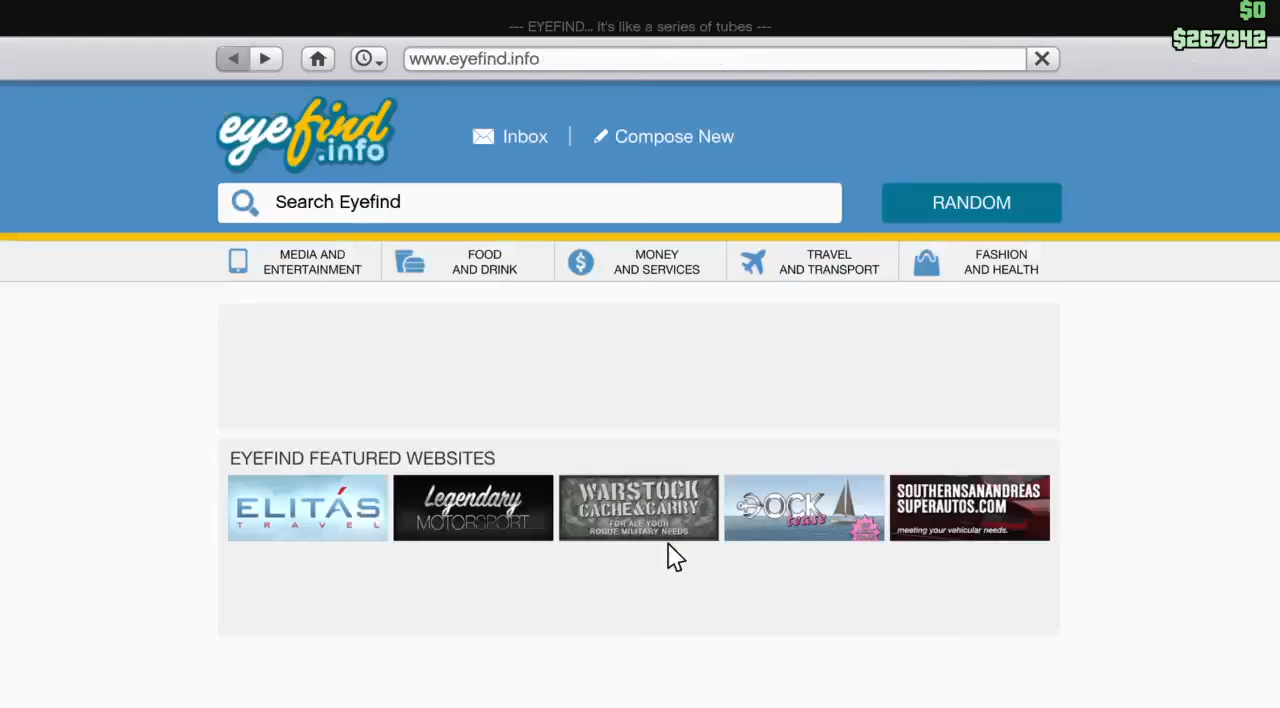 --- EYEFIND... It's like a series of tubes ---
$0
$267942
www.eyefind.info
eyefind.info
Inbox | Compose New
Search Eyefind
RANDOM
MEDIA AND
ENTERTAINMENT
FOOD
AND DRINK
MONEY
AND SERVICES
TRAVEL
AND TRANSPORT
FASHION
AND HEALTH
EYEFIND FEATURED WEBSITES
ELITÁS
TRAVEL
Legendary
MOTORSPORT
WARSTOCK
CACHE&CARRY
FOR ALL YOUR
ROGUE MILITARY NEEDS
DOCK
tease
SOUTHERNSANANDREAS
SUPERAUTOS.COM
meeting your vehicular needs.